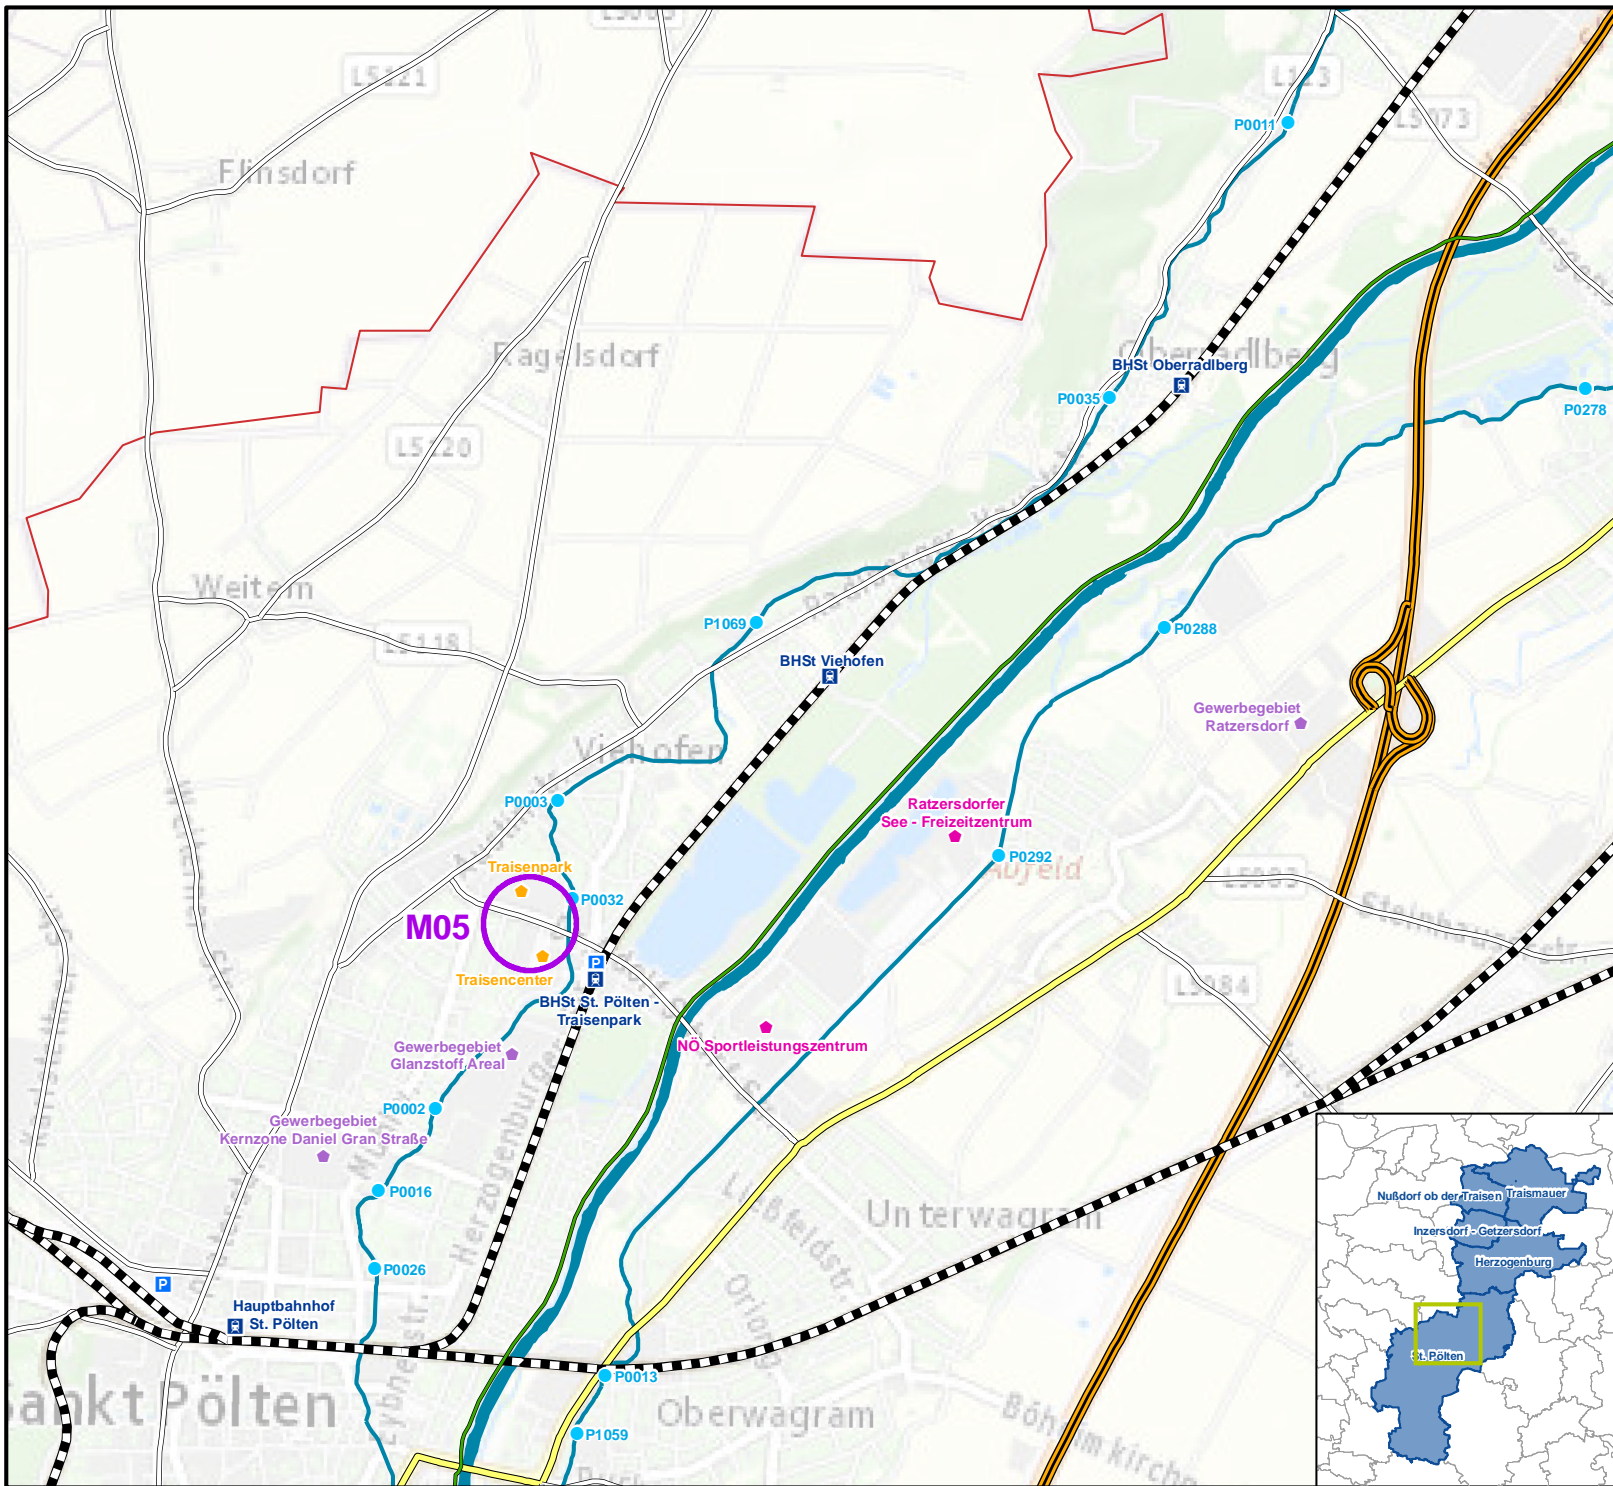 L5121
L113
L5073
P0011
Flinsdorf
Ragelsdorf
Oberradlberg
BHSt Oberradlberg
P0035
P0278
L5120
Weitern
L5118
P1069
P0288
BHSt Viehofen
Gewerbegebiet
Ratzersdorf
Viehofen
P0003
Ratzersdorfer
See - Freizeitzentrum
P0292
Traisenpark
P0032
M05
Traisencenter
P
BHSt St. Pölten -
Traisenpark
L5084
NÖ Sportleistungszentrum
Gewerbegebiet
Glanzstoff Areal
P0002
Gewerbegebiet
Kernzone Daniel Gran Straße
P0016
Herzogenburger
Unterwagram
P0026
P
Hauptbahnhof
St. Pölten
P0013
Sankt Pölten
Oberwagram
P1059
Nußdorf ob der Traisen
Traismauer
Inzersdorf - Getzersdorf
Herzogenburg
St. Pölten